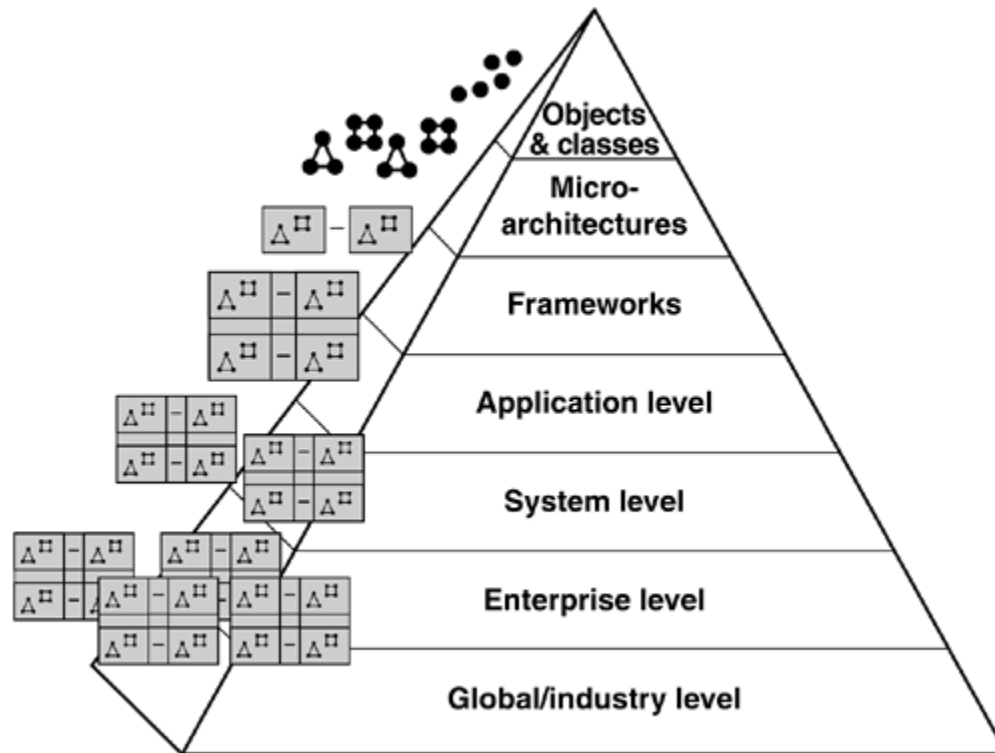 Objects
& classes
Micro-
architectures
Frameworks
Application level
System level
Enterprise level
Global/industry level